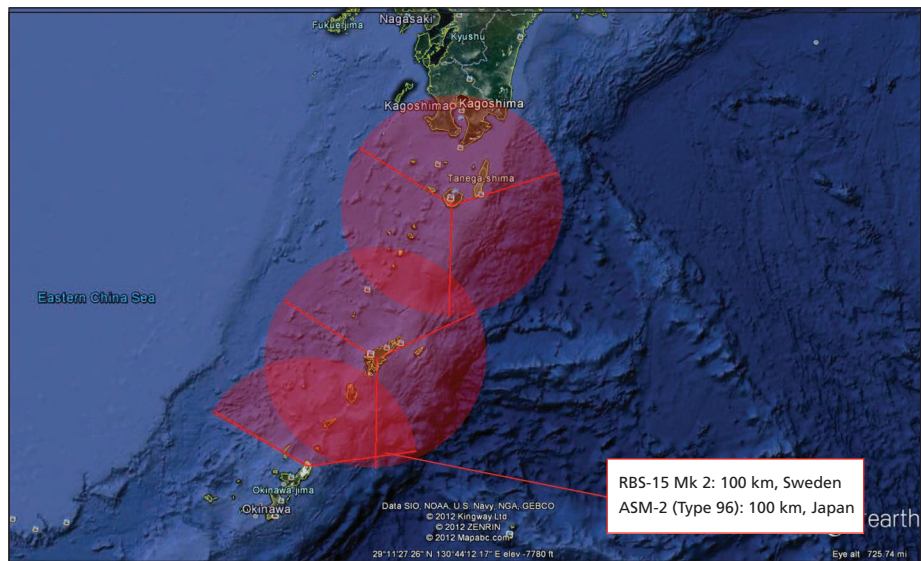 Nagasaki
Fukue-jima
Kyushu
Kagoshima Kagoshima
Tanega-shima
Eastern China Sea
Okinawa-jima
Okinawa
RBS-15 Mk 2: 100 km, Sweden
ASM-2 (Type 96): 100 km, Japan
Data SIO, NOAA, U.S. Navy, NGA, GEBCO
© 2012 Kingway Ltd
© 2012 ZENRIN
© 2012 Mapabc.com
earth
29°11'27.26" N 130°44'12.17" E elev -7780 ft
Eye alt 725.74 mi